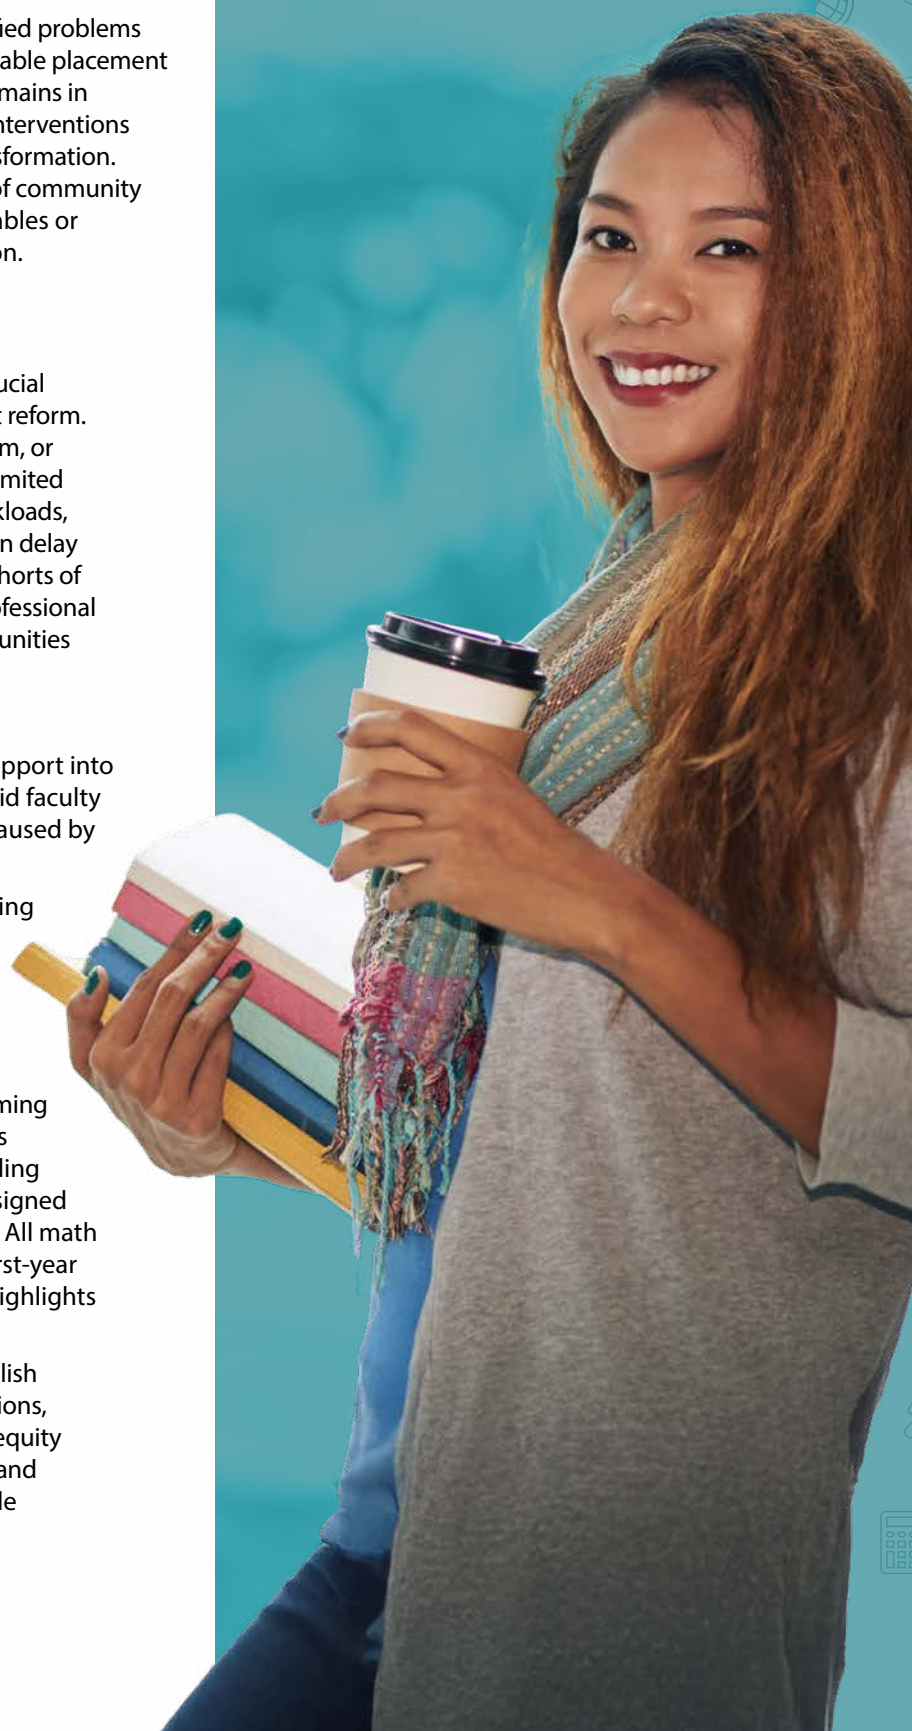 ied problems
able placement
mains in
nterventions
sformation.
of community
ables or
on.
ucial
t reform.
m, or
mited
kloads,
n delay
horts of
ofessional
unities
pport into
id faculty
aused by
ing
ming
s
ling
signed
All math
rst-year
ighlights
lish
ions,
equity
and
le